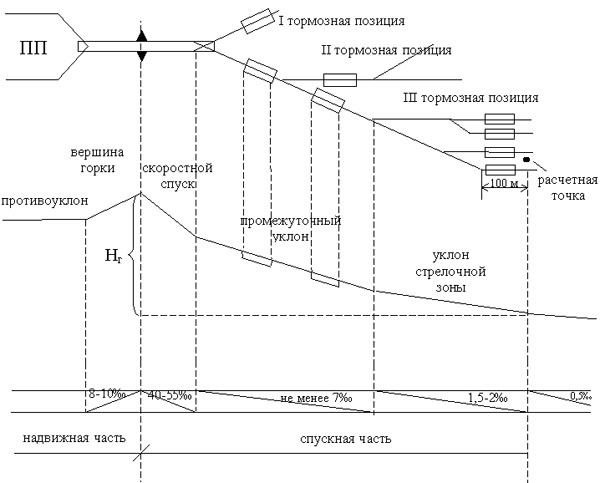 ПП
I тормозная позиция
II тормозная позиция
III тормозная позиция
вершина
горки
скоростной
спуск
100 м
расчетная
точка
противоуклон
промежуточный
уклон
Нг
уклон
стрелочной
зоны
8-10‰
40-55‰
не менее 7‰
1,5-2‰
0,5‰
надвижная часть
спускная часть